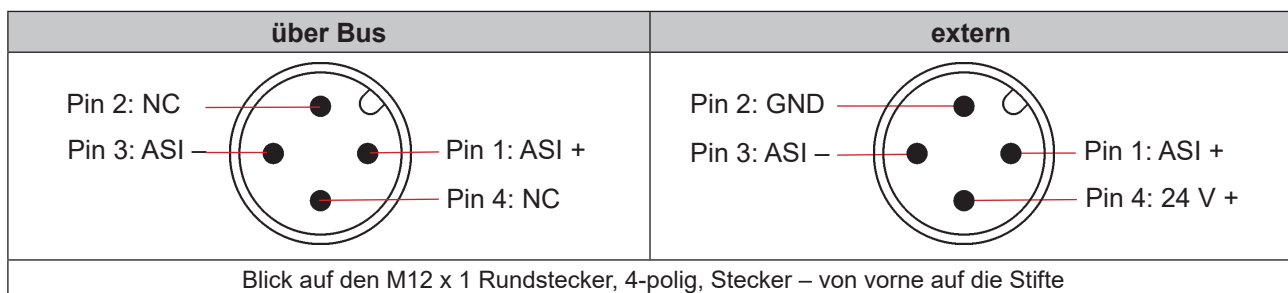 über Bus
extern
Pin 2: NC
Pin 3: ASI –
Pin 1: ASI +
Pin 4: NC
Pin 2: GND
Pin 3: ASI –
Pin 1: ASI +
Pin 4: 24 V +
Blick auf den M12 x 1 Rundstecker, 4-polig, Stecker – von vorne auf die Stifte